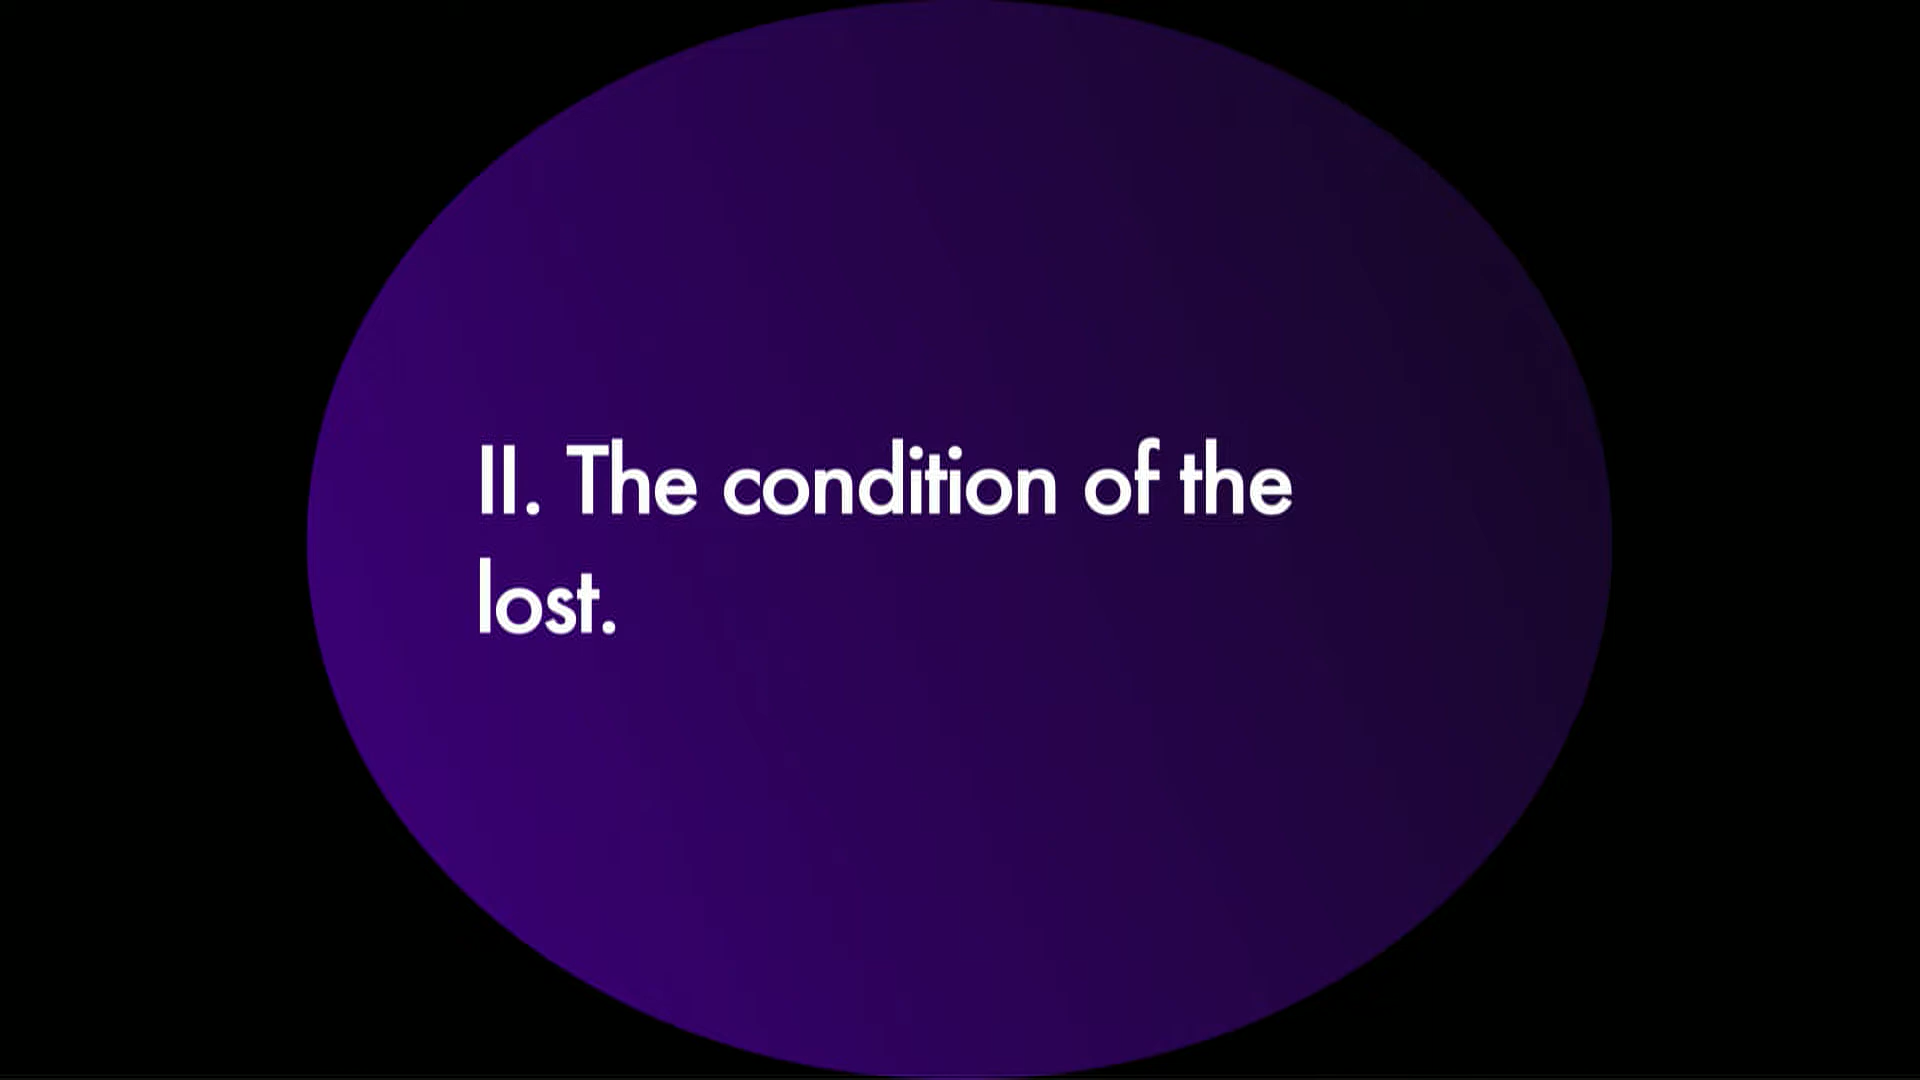 II. The condition of the
lost.